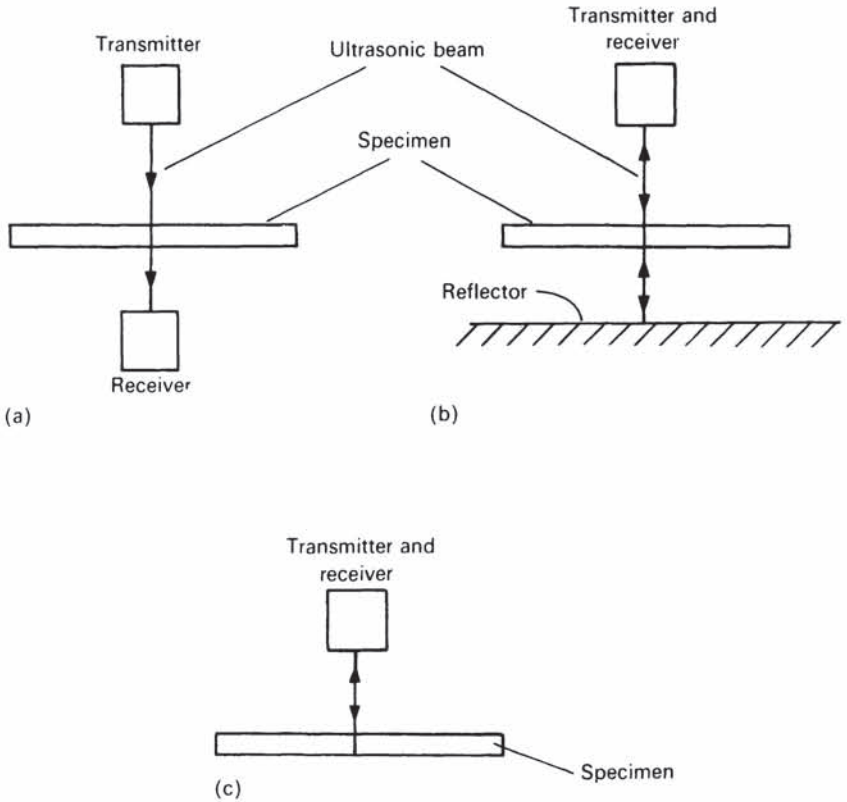 Transmitter
Ultrasonic beam
Transmitter and
receiver
Specimen
Reflector
Receiver
(a)
(b)
Transmitter and
receiver
Specimen
(c)